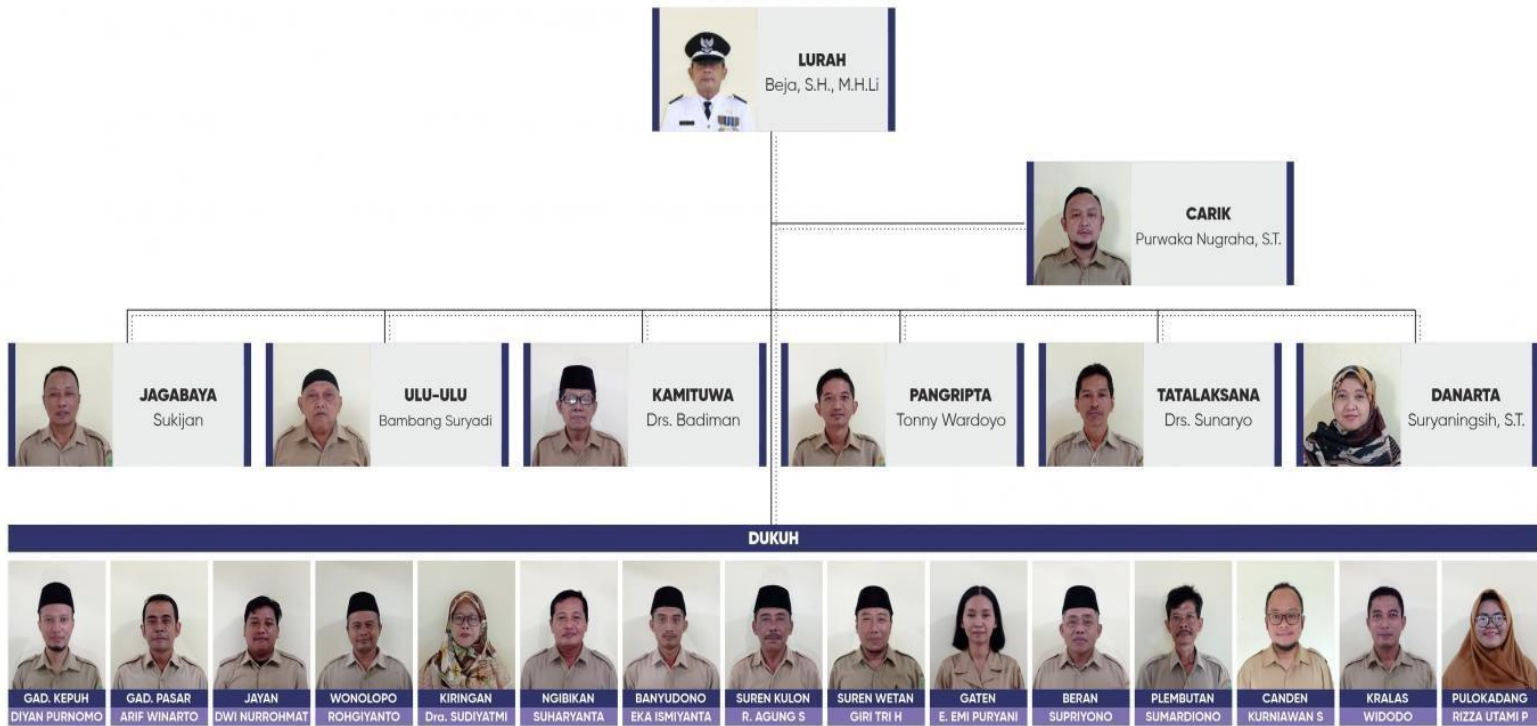 LURAH
Beja, S.H., M.H.Li
CARIK
Purwaka Nugraha, S.T.
JAGABAYA
Sukijan
ULU-ULU
Bambang Suryadi
KAMITUWA
Drs. Badiman
PANGRIPTA
Tonny Wardoyo
TATALAKSANA
Drs. Sunaryo
DANARTA
Suryaningsih, S.T.
DUKUH
GAD. KEPUH
DIYAN PURNOMO
GAD. PASAR
ARIF WINARTO
JAYAN
DWI NURROHMAT
WONOLOPO
ROHGIYANTO
KIRINGAN
Dra. SUDIYATMI
NGIBIKAN
SUHARYANTA
BANYUDONO
EKA ISMIYANTA
SUREN KULON
R. AGUNG S
SUREN WETAN
GIRI TRI H
GATEN
E. EMI PURYANI
BERAN
SUPRIYONO
PLEMBUTAN
SUMARDIONO
CANDEN
KURNIAWAN S
KRALAS
WIDODO
PULOKADANG
RIZZA UTAMI P